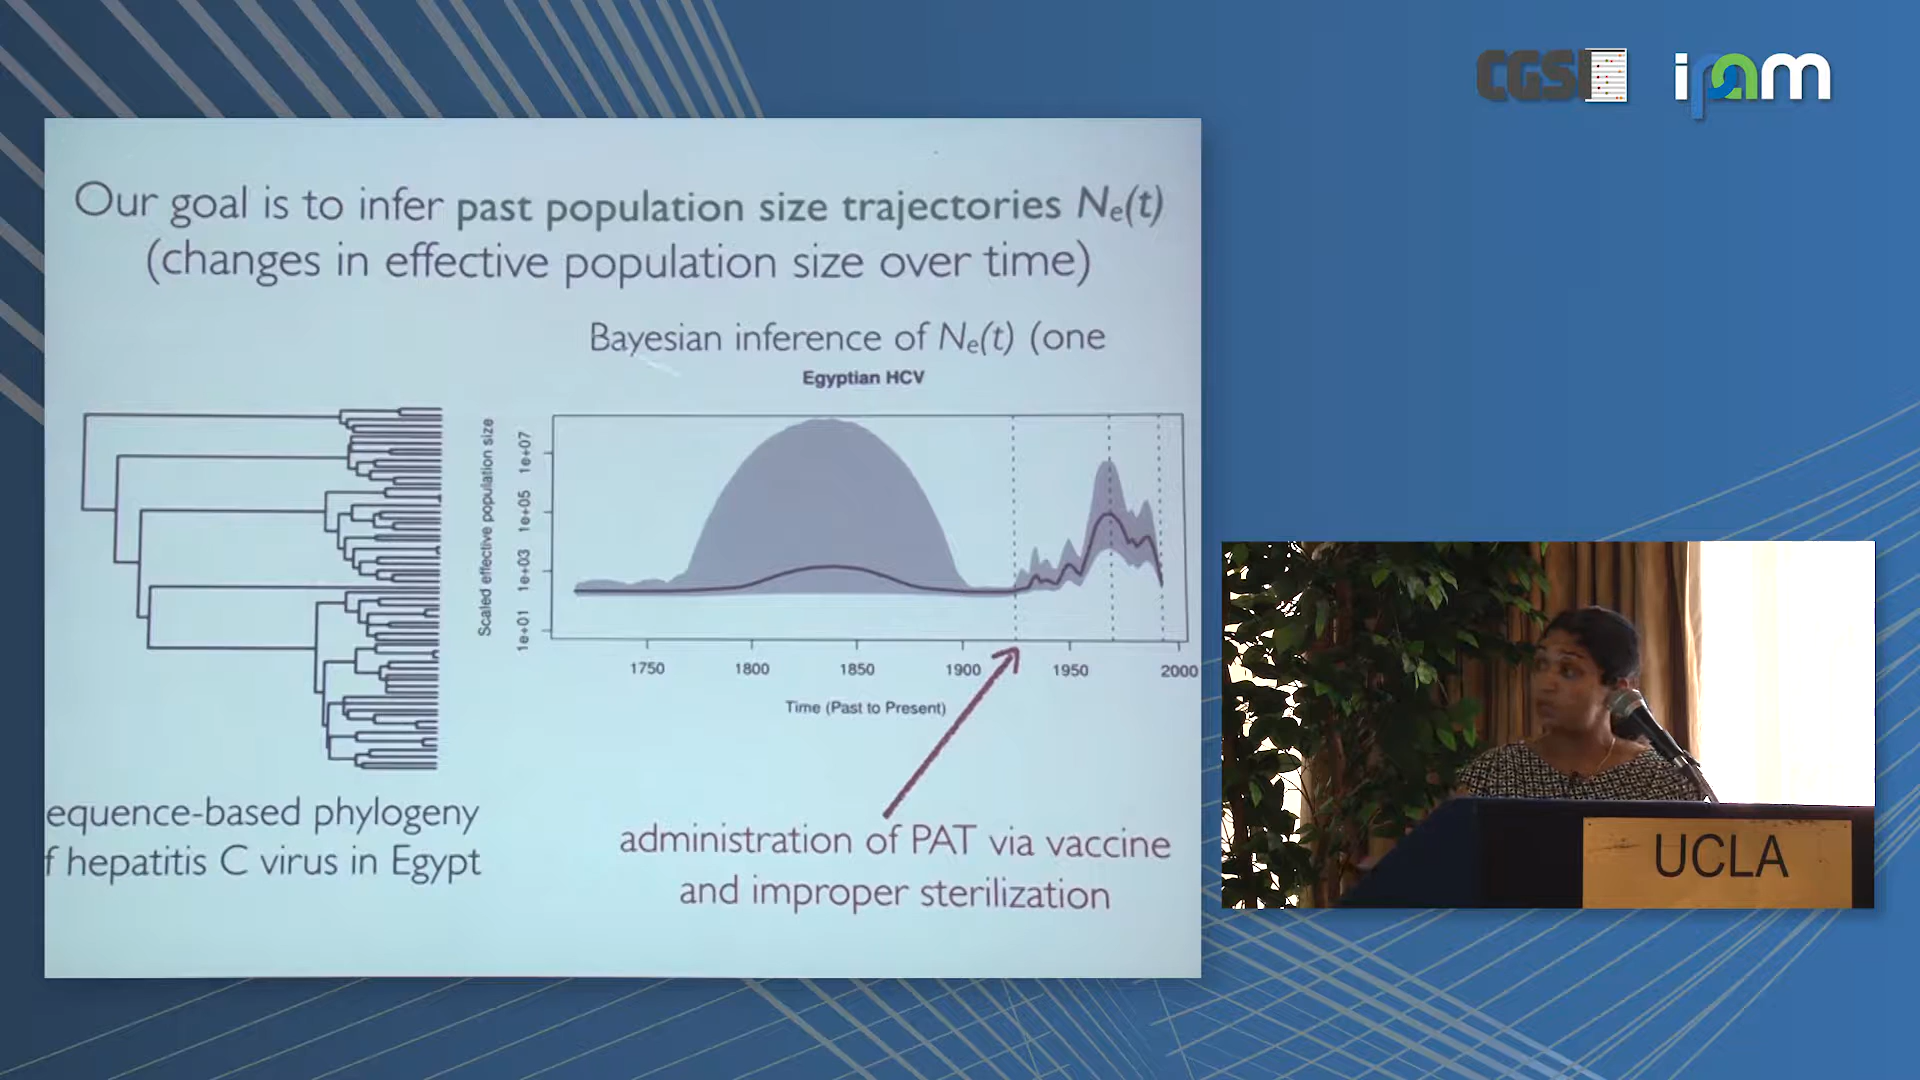 CGSI
ipam
Our goal is to infer past population size trajectories Ne(t)
(changes in effective population size over time)
Bayesian inference of Ne(t) (one
Egyptian HCV
Scaled effective population size
1e+07
1e+05
1e+03
1e+01
1750
1800
1850
1900
1950
2000
Time (Past to Present)
equence-based phylogeny
f hepatitis C virus in Egypt
administration of PAT via vaccine
and improper sterilization
UCLA